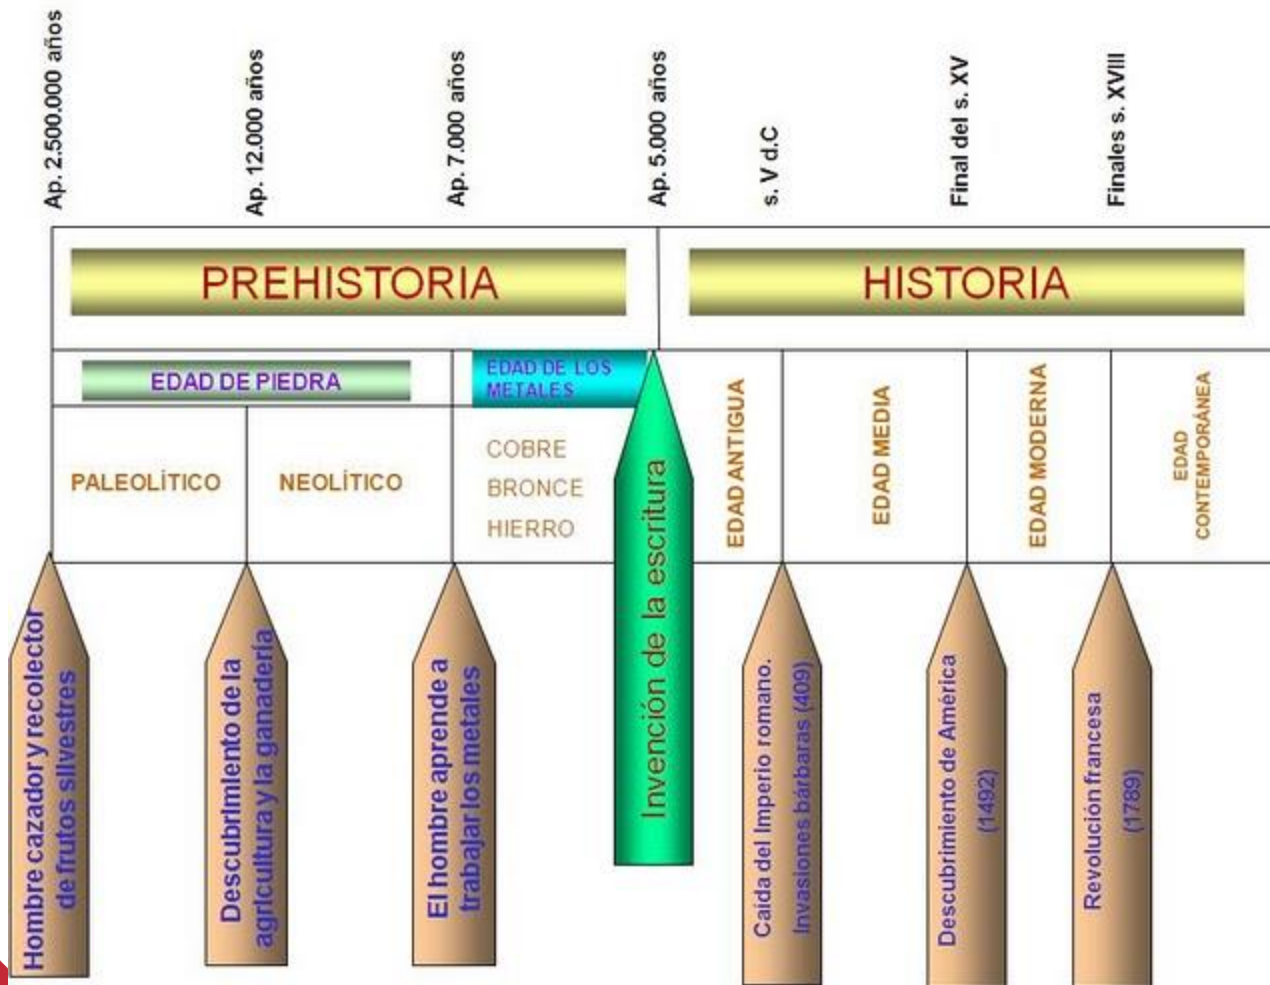 Ap. 2.500.000 años
Ap. 12.000 años
Ap. 7.000 años
Ap. 5.000 años
s. V d.C
Final del s. XV
Finales s. XVIII
PREHISTORIA
HISTORIA
EDAD DE PIEDRA
EDAD DE LOS
METALES
PALEOLÍTICO
NEOLÍTICO
COBRE
BRONCE
HIERRO
EDAD ANTIGUA
EDAD MEDIA
EDAD MODERNA
EDAD
CONTEMPORÁNEA
Hombre cazador y recolector
de frutos silvestres
Descubrimiento de la
agricultura y la ganadería
El hombre aprende a
trabajar los metales
Invención de la escritura
Caída del Imperio romano.
Invasiones bárbaras (409)
Descubrimiento de América
(1492)
Revolución francesa
(1789)